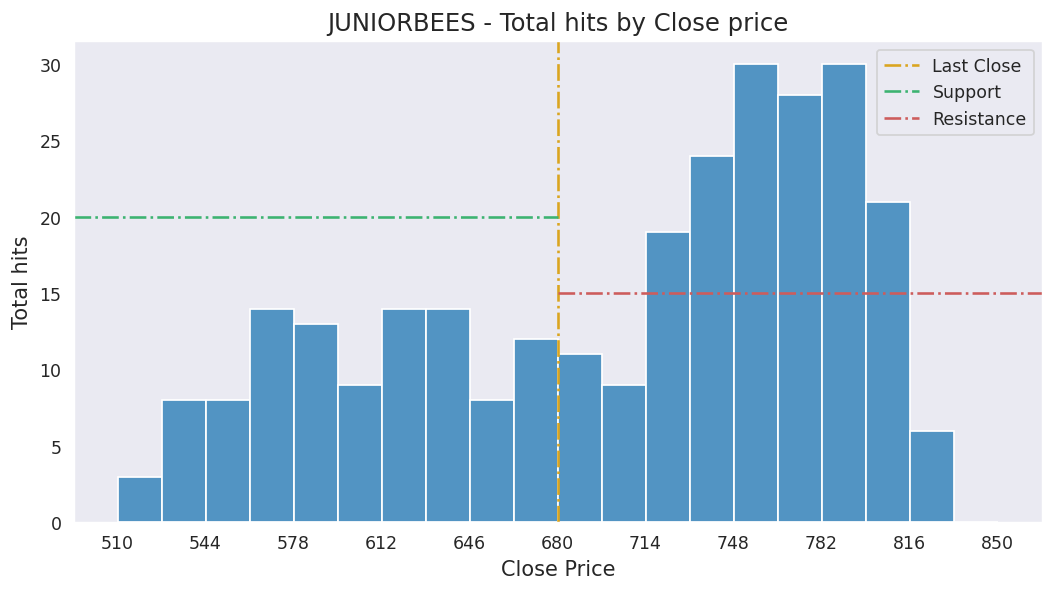 JUNIORBEES - Total hits by Close price
Last Close
Support
Resistance
Total hits
30
25
20
15
10
5
0
510 544 578 612 646 680 714 748 782 816 850
Close Price